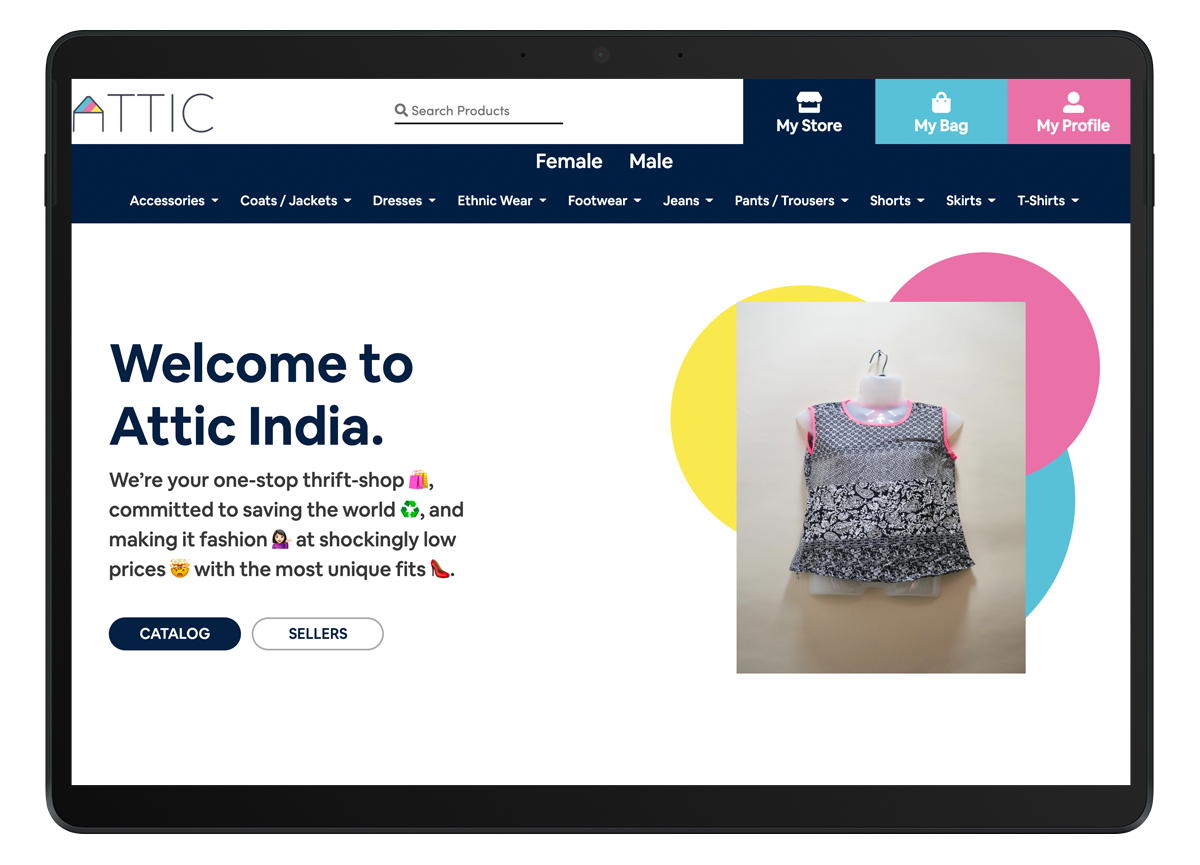 ATTIC
Search Products
My Store
My Bag
My Profile
Female Male
Accessories Coats / Jackets Dresses Ethnic Wear Footwear Jeans Pants / Trousers Shorts Skirts T-Shirts
Welcome to
Attic India.
We’re your one-stop thrift-shop 🛍️,
committed to saving the world ♻️, and
making it fashion 💁🏻‍♀️ at shockingly low
prices 🤯 with the most unique fits 👠.
CATALOG SELLERS